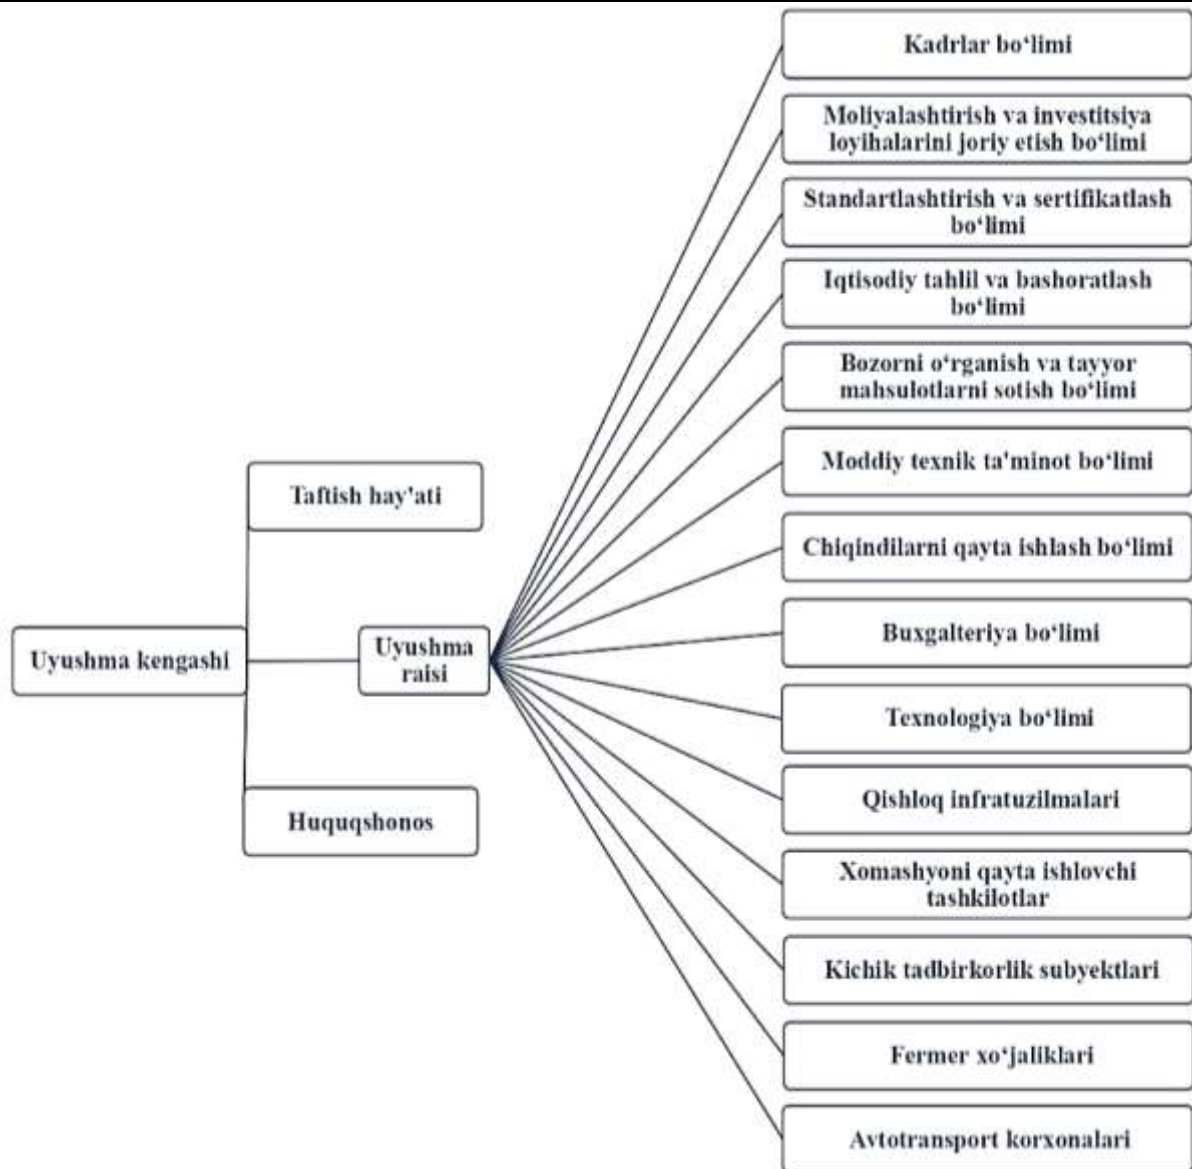 Kadrlar bo‘limi
Moliyalashtirish va investitsiya
loyihalarini joriy etish bo‘limi
Standartlashtirish va sertifikatlash
bo‘limi
Iqtisodiy tahlil va bashoratlash
bo‘limi
Bozorni o‘rganish va tayyor
mahsulotlarni sotish bo‘limi
Moddiy texnik ta'minot bo‘limi
Taftish hay'ati
Chiqindilarni qayta ishlash bo‘limi
Buxgalteriya bo‘limi
Uyushma kengashi
Uyushma
raisi
Texnologiya bo‘limi
Qishloq infratuzilmalari
Huquqshonos
Xomashyoni qayta ishlovchi
tashkilotlar
Kichik tadbirkorlik subyektlari
Fermer xo‘jaliklari
Avtotransport korxonalari